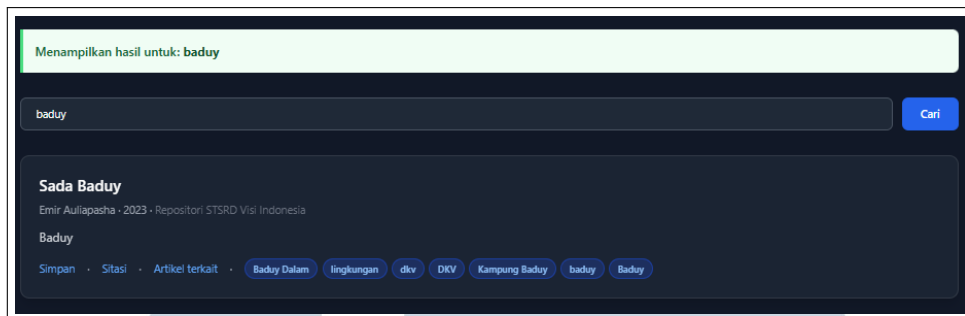 Menampilkan hasil untuk: baduy
baduy
Cari
Sada Baduy
Emir Auliapasha · 2023 · Repositori STSRD Visi Indonesia
Baduy
Simpan · Sitasi · Artikel terkait · Baduy Dalam lingkungan dkv DKV Kampung Baduy baduy Baduy